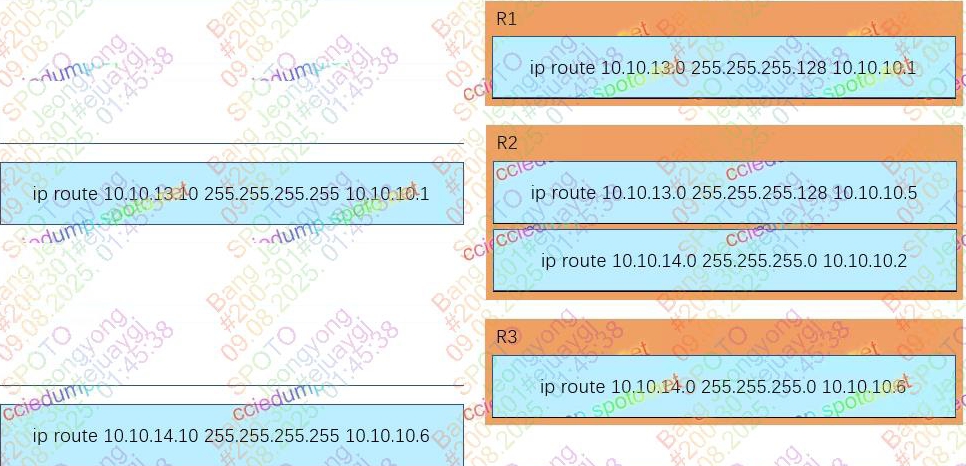 ip route 10.10.13.10 255.255.255.255 10.10.10.1
ip route 10.10.14.10 255.255.255.255 10.10.10.6
R1
ip route 10.10.13.0 255.255.255.128 10.10.10.1
R2
ip route 10.10.13.0 255.255.255.128 10.10.10.5
ip route 10.10.14.0 255.255.255.0 10.10.10.2
R3
ip route 10.10.14.0 255.255.255.0 10.10.10.6